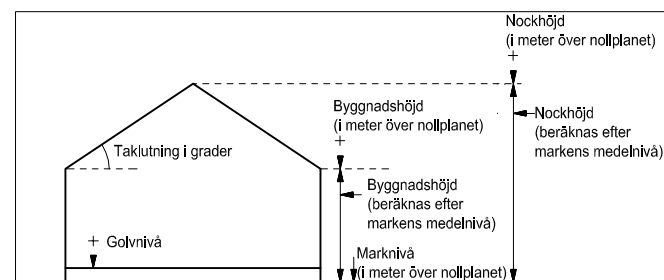 Nockhöjd
(i meter över nollplanet)
+
Byggnadshöjd
(i meter över nollplanet)
+
Nockhöjd
(beräknas efter
markens medelnivå)
Taklutning i grader
Byggnadshöjd
(beräknas efter
markens medelnivå)
+ Golvnivå
Marknivå
(i meter över nollplanet)